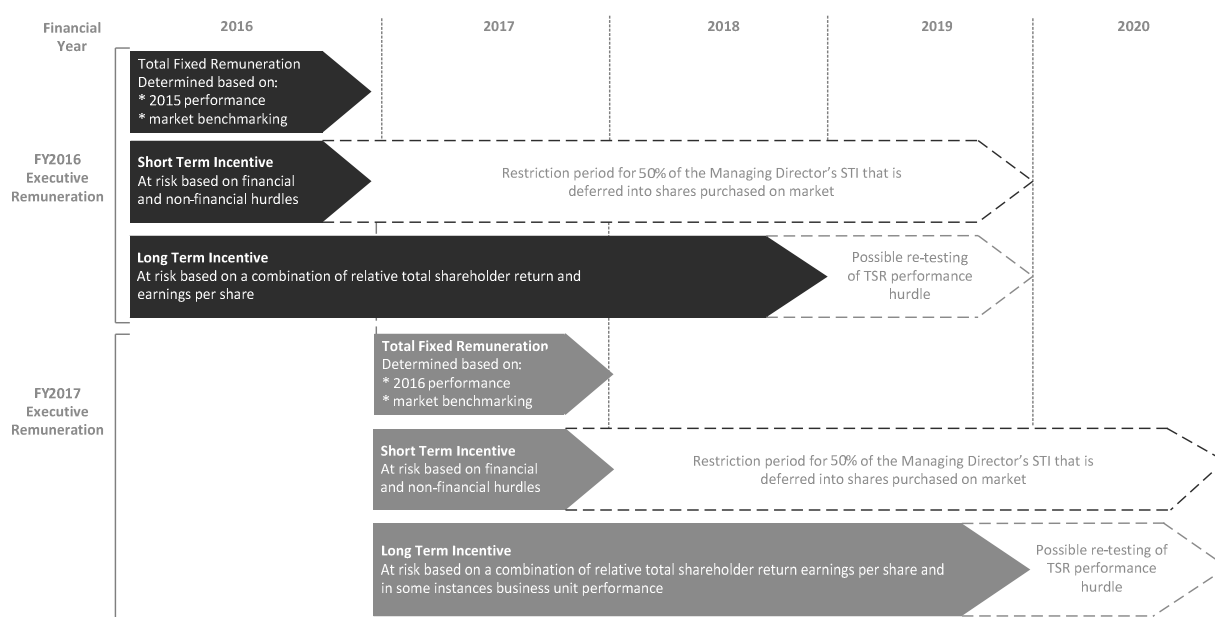 Financial
Year
2016
2017
2018
2019
2020
FY2016
Executive
Remuneration
Total Fixed Remuneration
Determined based on:
* 2015 performance
* market benchmarking
Short Term Incentive
At risk based on financial
and non-financial hurdles
Restriction period for 50% of the Managing Director's STI that is
deferred into shares purchased on market
Long Term Incentive
At risk based on a combination of relative total shareholder return and
earnings per share
Possible re-testing
of TSR performance
hurdle
FY2017
Executive
Remuneration
Total Fixed Remuneration
Determined based on:
* 2016 performance
* market benchmarking
Short Term Incentive
At risk based on financial
and non-financial hurdles
Restriction period for 50% of the Managing Director's STI that is
deferred into shares purchased on market
Long Term Incentive
At risk based on a combination of relative total shareholder return earnings per share and
in some instances business unit performance
Possible re-testing of
TSR performance
hurdle